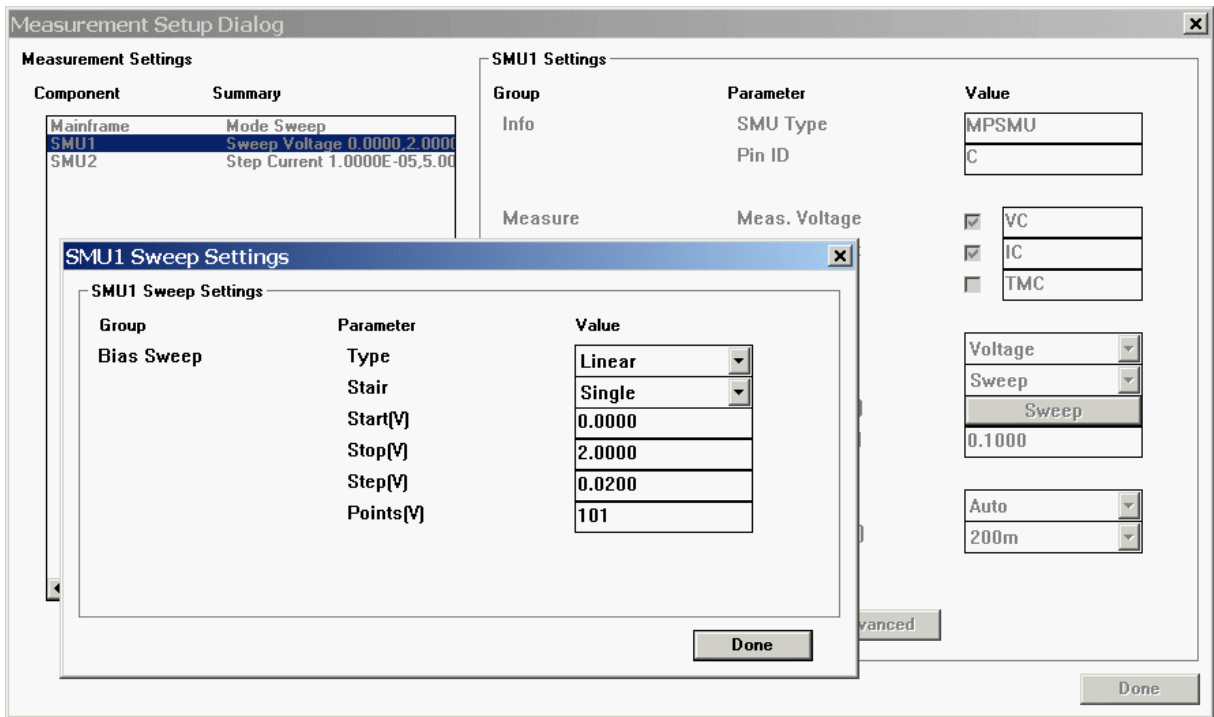 Measurement Setup Dialog
Measurement Settings
Component Summary
Mainframe Mode Sweep
SMU1 Sweep Voltage 0.0000,2.0000
SMU2 Step Current 1.0000E-05,5.00
SMU1 Settings
Group Parameter Value
Info SMU Type MPSMU
Pin ID C
Measure Meas. Voltage VC
IC
TMC
Voltage
Sweep
Sweep
0.1000
Auto
200m
vanced
Done
SMU1 Sweep Settings
SMU1 Sweep Settings
Group Parameter Value
Bias Sweep Type Linear
Stair Single
Start(V) 0.0000
Stop(V) 2.0000
Step(V) 0.0200
Points(V) 101
Done